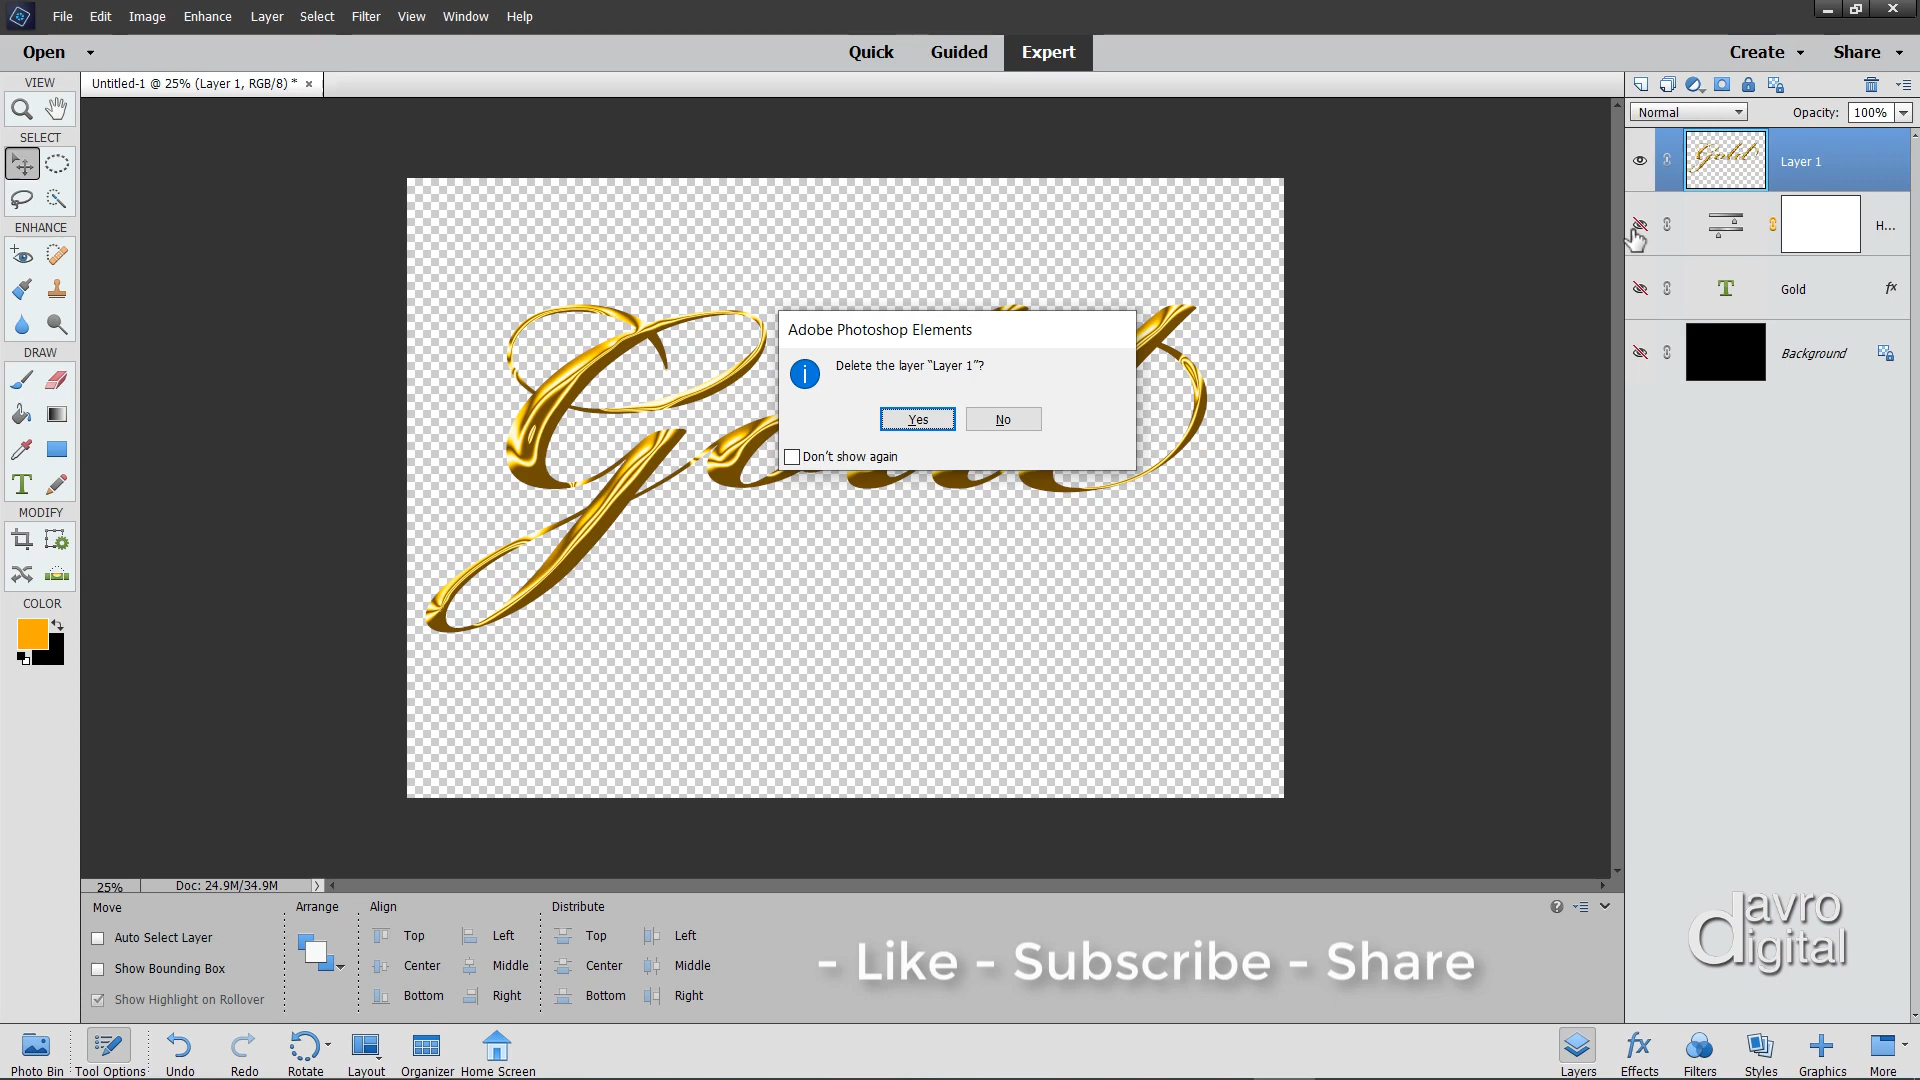 File Edit Image Enhance Layer Select Filter View Window Help
Open Quick Guided Expert Create Share
VIEW
Untitled-1 @ 25% (Layer 1, RGB/8) * ×
Normal Opacity: 100%
SELECT
Layer 1
ENHANCE
H...
T Gold fx
Background
Gold
Adobe Photoshop Elements
Delete the layer “Layer 1”?
Yes No
Don't show again
DRAW
T
MODIFY
COLOR
25% Doc: 24.9M/34.9M
Move Arrange Align Distribute
Auto Select Layer Top Left Top Left
Show Bounding Box Center Middle Center Middle
Show Highlight on Rollover Bottom Right Bottom Right
- Like - Subscribe - Share
davro
digital
Photo Bin Tool Options Undo Redo Rotate Layout Organizer Home Screen Layers fx Effects Filters Styles Graphics More